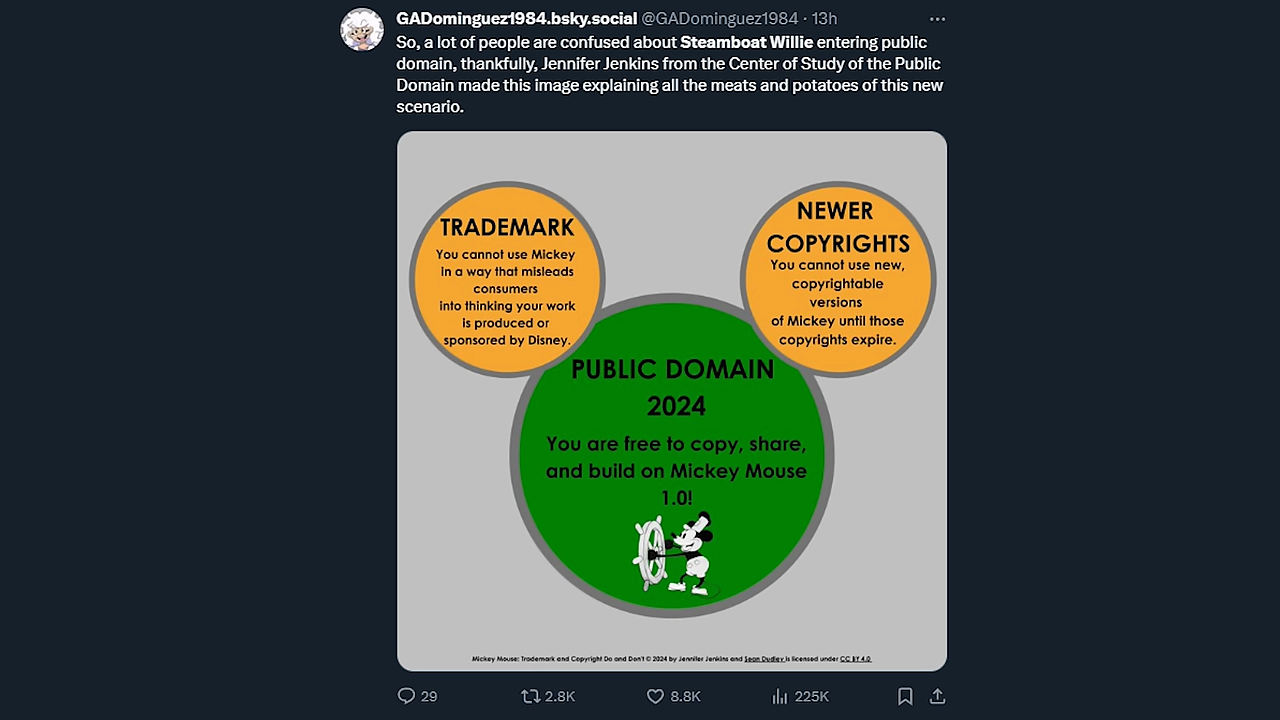 GADominguez1984.bsky.social @GADominguez1984 · 13h
So, a lot of people are confused about Steamboat Willie entering public
domain, thankfully, Jennifer Jenkins from the Center of Study of the Public
Domain made this image explaining all the meats and potatoes of this new
scenario.
TRADEMARK
You cannot use Mickey
in a way that misleads
consumers
into thinking your work
is produced or
sponsored by Disney.
NEWER
COPYRIGHTS
You cannot use new,
copyrightable
versions
of Mickey until those
copyrights expire.
PUBLIC DOMAIN
2024
You are free to copy, share,
and build on Mickey Mouse
1.0!
Mickey Mouse: Trademark and Copyright Do and Don't © 2024 by Jennifer Jenkins and Sean Dudley is licensed under CC BY 4.0
29
2.8K
8.8K
225K